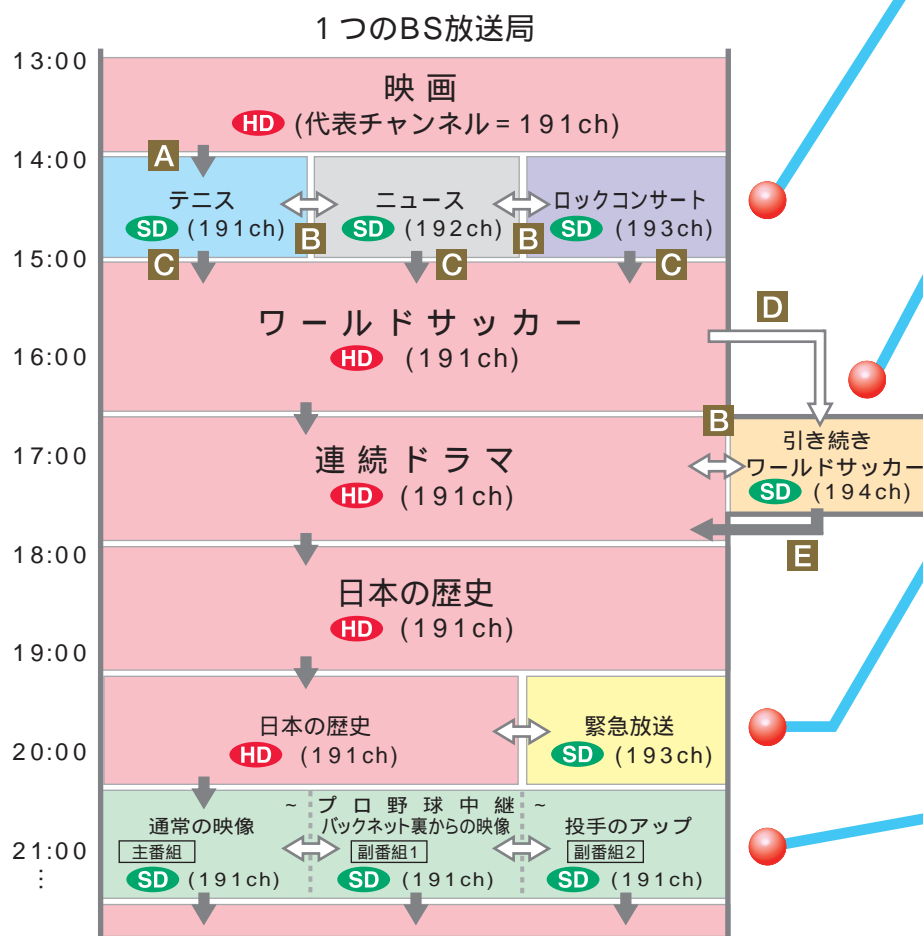 1つのBS放送局
13:00
映画
HD (代表チャンネル=191ch)
14:00
A
テニス
SD (191ch)
B
ニュース
SD (192ch)
B
ロックコンサート
SD (193ch)
15:00
C
C
C
ワールドサッカー
HD (191ch)
D
16:00
B
引き続き
ワールドサッカー
SD (194ch)
17:00
連続ドラマ
HD (191ch)
E
18:00
日本の歴史
HD (191ch)
19:00
日本の歴史
HD (191ch)
緊急放送
SD (193ch)
20:00
~プロ野球中継~
通常の映像
主番組
SD (191ch)
バックネット裏からの映像
副番組1
SD (191ch)
投手のアップ
副番組2
SD (191ch)
21:00
…